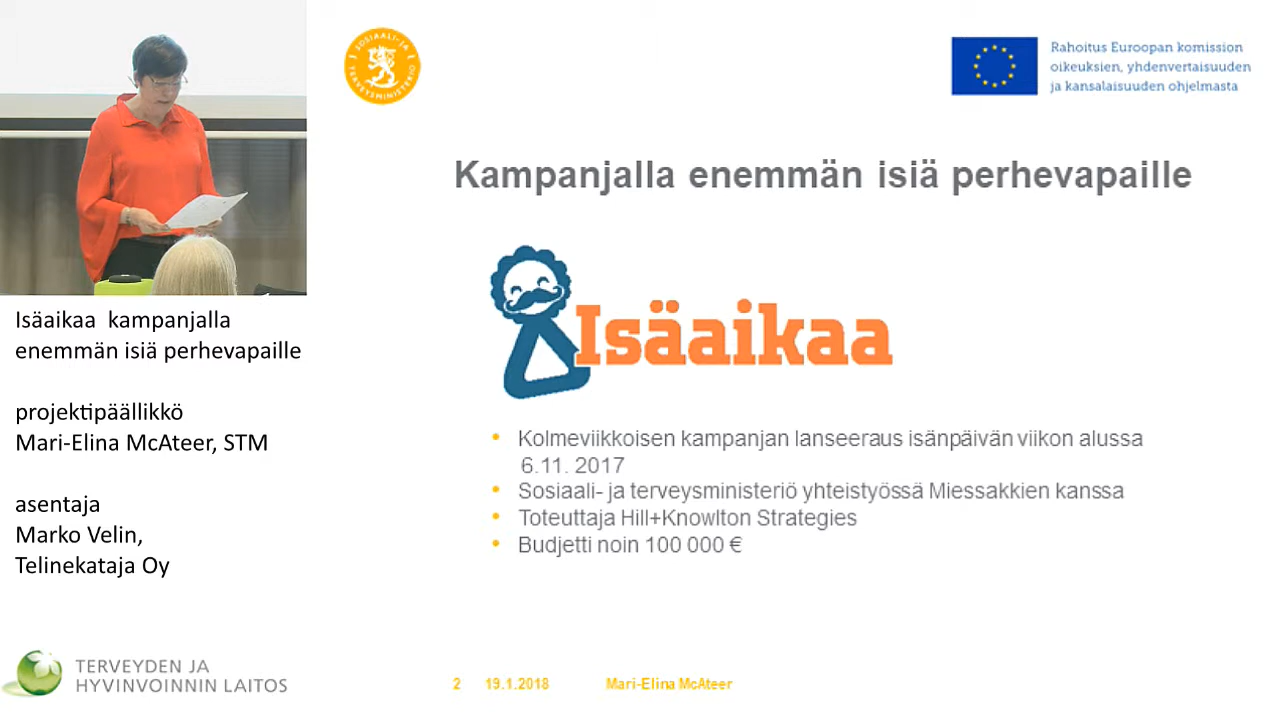 SOSIAALI- JA
TERVEYSMINISTERIÖ
Rahoitus Euroopan komission
oikeuksien, yhdenvertaisuuden
ja kansalaisuuden ohjelmasta
Kampanjalla enemmän isiä perhevapaille
Isäaikaa
• Kolmeviikkoisen kampanjan lanseeraus isänpäivän viikon alussa
6.11. 2017
• Sosiaali- ja terveysministeriö yhteistyössä Miessakkien kanssa
• Toteuttaja Hill+Knowlton Strategies
• Budjetti noin 100 000 €
Isäaikaa kampanjalla
enemmän isiä perhevapaille
projektipäällikkö
Mari-Elina McAteer, STM
asentaja
Marko Velin,
Telinekataja Oy
TERVEYDEN JA
HYVINVOINNIN LAITOS
2 19.1.2018 Mari-Elina McAteer